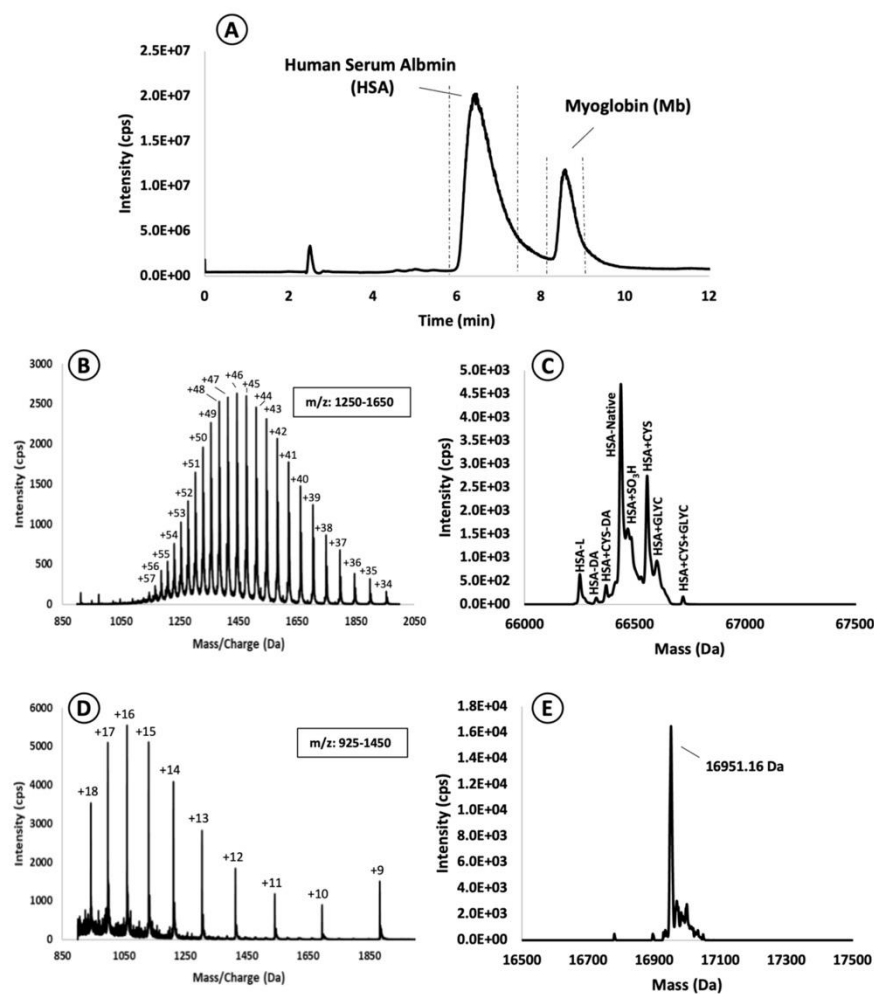 A
Human Serum Albmin
(HSA)
Myoglobin (Mb)
Intensity (cps)
2.5E+07
2.0E+07
1.5E+07
1.0E+07
5.0E+06
0.0E+00
0 2 4 6 8 10 12
Time (min)
B
m/z: 1250-1650
Intensity (cps)
3000
2500
2000
1500
1000
500
0
+57
+56
+55
+54
+53
+52
+51
+50
+49
+48
+47
+46
+45
+44
+43
+42
+41
+40
+39
+38
+37
+36
+35
+34
850 1050 1250 1450 1650 1850 2050
Mass/Charge (Da)
C
Intensity (cps)
5.0E+03
4.5E+03
4.0E+03
3.5E+03
3.0E+03
2.5E+03
2.0E+03
1.5E+03
1.0E+03
5.0E+02
0.0E+00
HSA-L
HSA-DA
HSA+CYS-DA
HSA-Native
HSA+SO₃H
HSA+CYS
HSA+GLYC
HSA+CYS+GLYC
66000 66500 67000 67500
Mass (Da)
D
m/z: 925-1450
Intensity (cps)
6000
5000
4000
3000
2000
1000
0
+18
+17
+16
+15
+14
+13
+12
+11
+10
+9
850 1050 1250 1450 1650 1850
Mass/Charge (Da)
E
16951.16 Da
Intensity (cps)
1.8E+04
1.6E+04
1.4E+04
1.2E+04
1.0E+04
8.0E+03
6.0E+03
4.0E+03
2.0E+03
0.0E+00
16500 16700 16900 17100 17300 17500
Mass (Da)